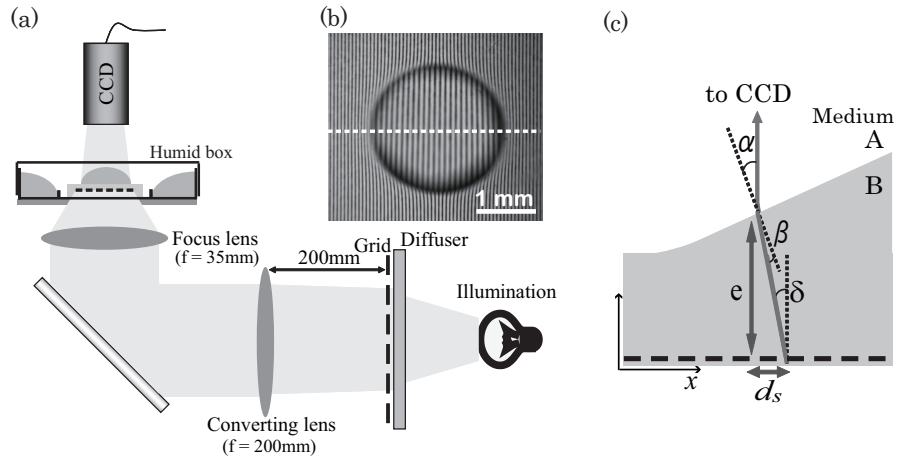 (a)
CCD
Humid box
Focus lens
(f = 35mm)
Grid
Diffuser
200mm
Illumination
Converting lens
(f = 200mm)
(b)
1 mm
(c)
to CCD
Medium
A
B
α
β
e
δ
x
ds